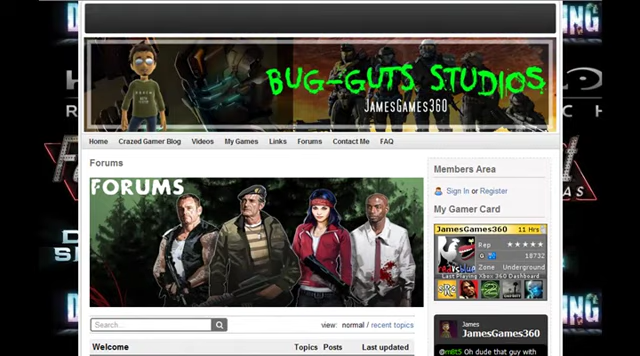 BUG-GUTS STUDIOS
JAMESGAMES360
Home Crazed Gamer Blog Videos My Games Links Forums Contact Me FAQ
Forums
FORUMS
Search...
view: normal / recent topics
Welcome Topics Posts Last updated
Members Area
Sign In or Register
My Gamer Card
JamesGames360 11 Hrs
Rep ★★★★★
G 18732
Zone Underground
Last Playing Xbox 360 Dashboard
James
JamesGames360
Oh dude that guy with